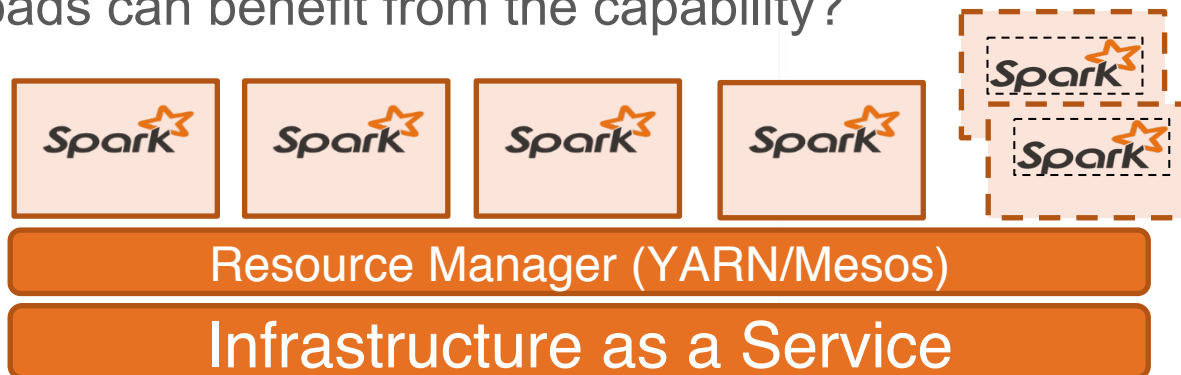 can benefit from the capability?
Spark
Spark
Spark
Spark
Spark
Spark
Resource Manager (YARN/Mesos)
Infrastructure as a Service